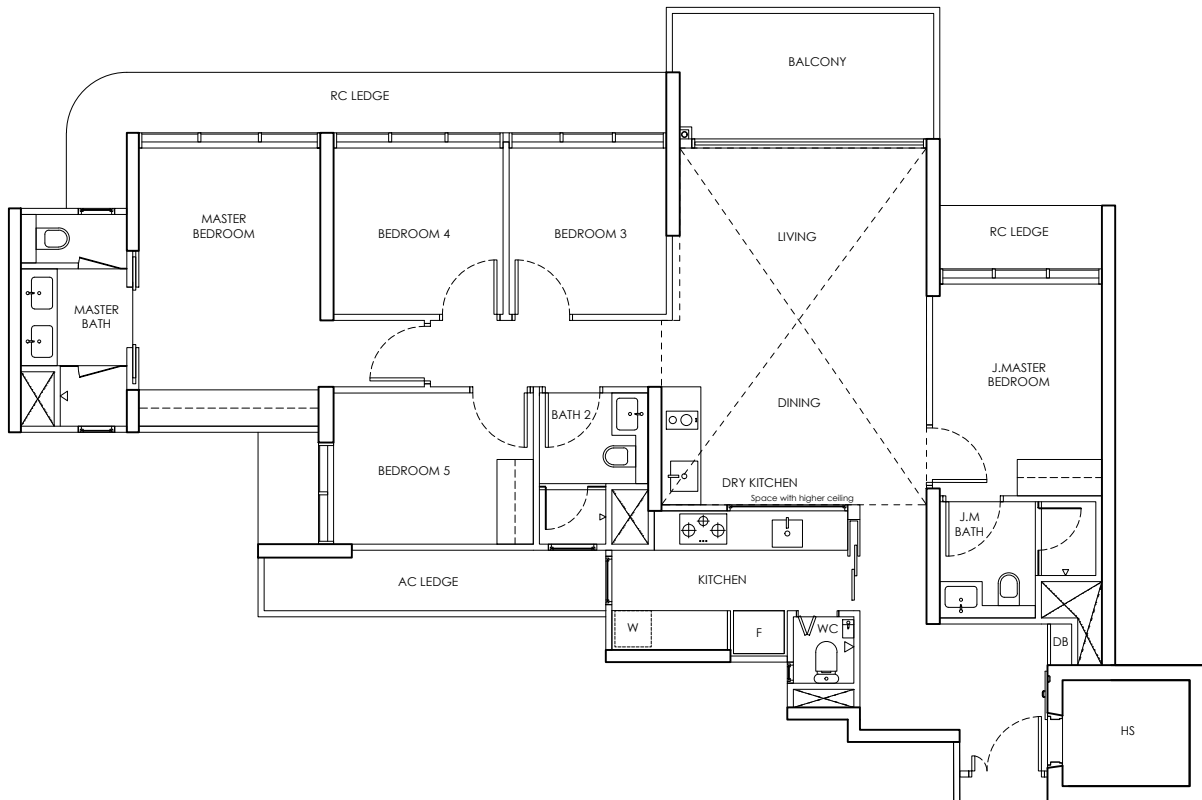 BALCONY
RC LEDGE
MASTER
BEDROOM
BEDROOM 4
BEDROOM 3
LIVING
RC LEDGE
MASTER
BATH
J.MASTER
BEDROOM
DINING
BATH 2
BEDROOM 5
DRY KITCHEN
Space with higher ceiling
J.M
BATH
AC LEDGE
KITCHEN
W
F
WC
DB
HS